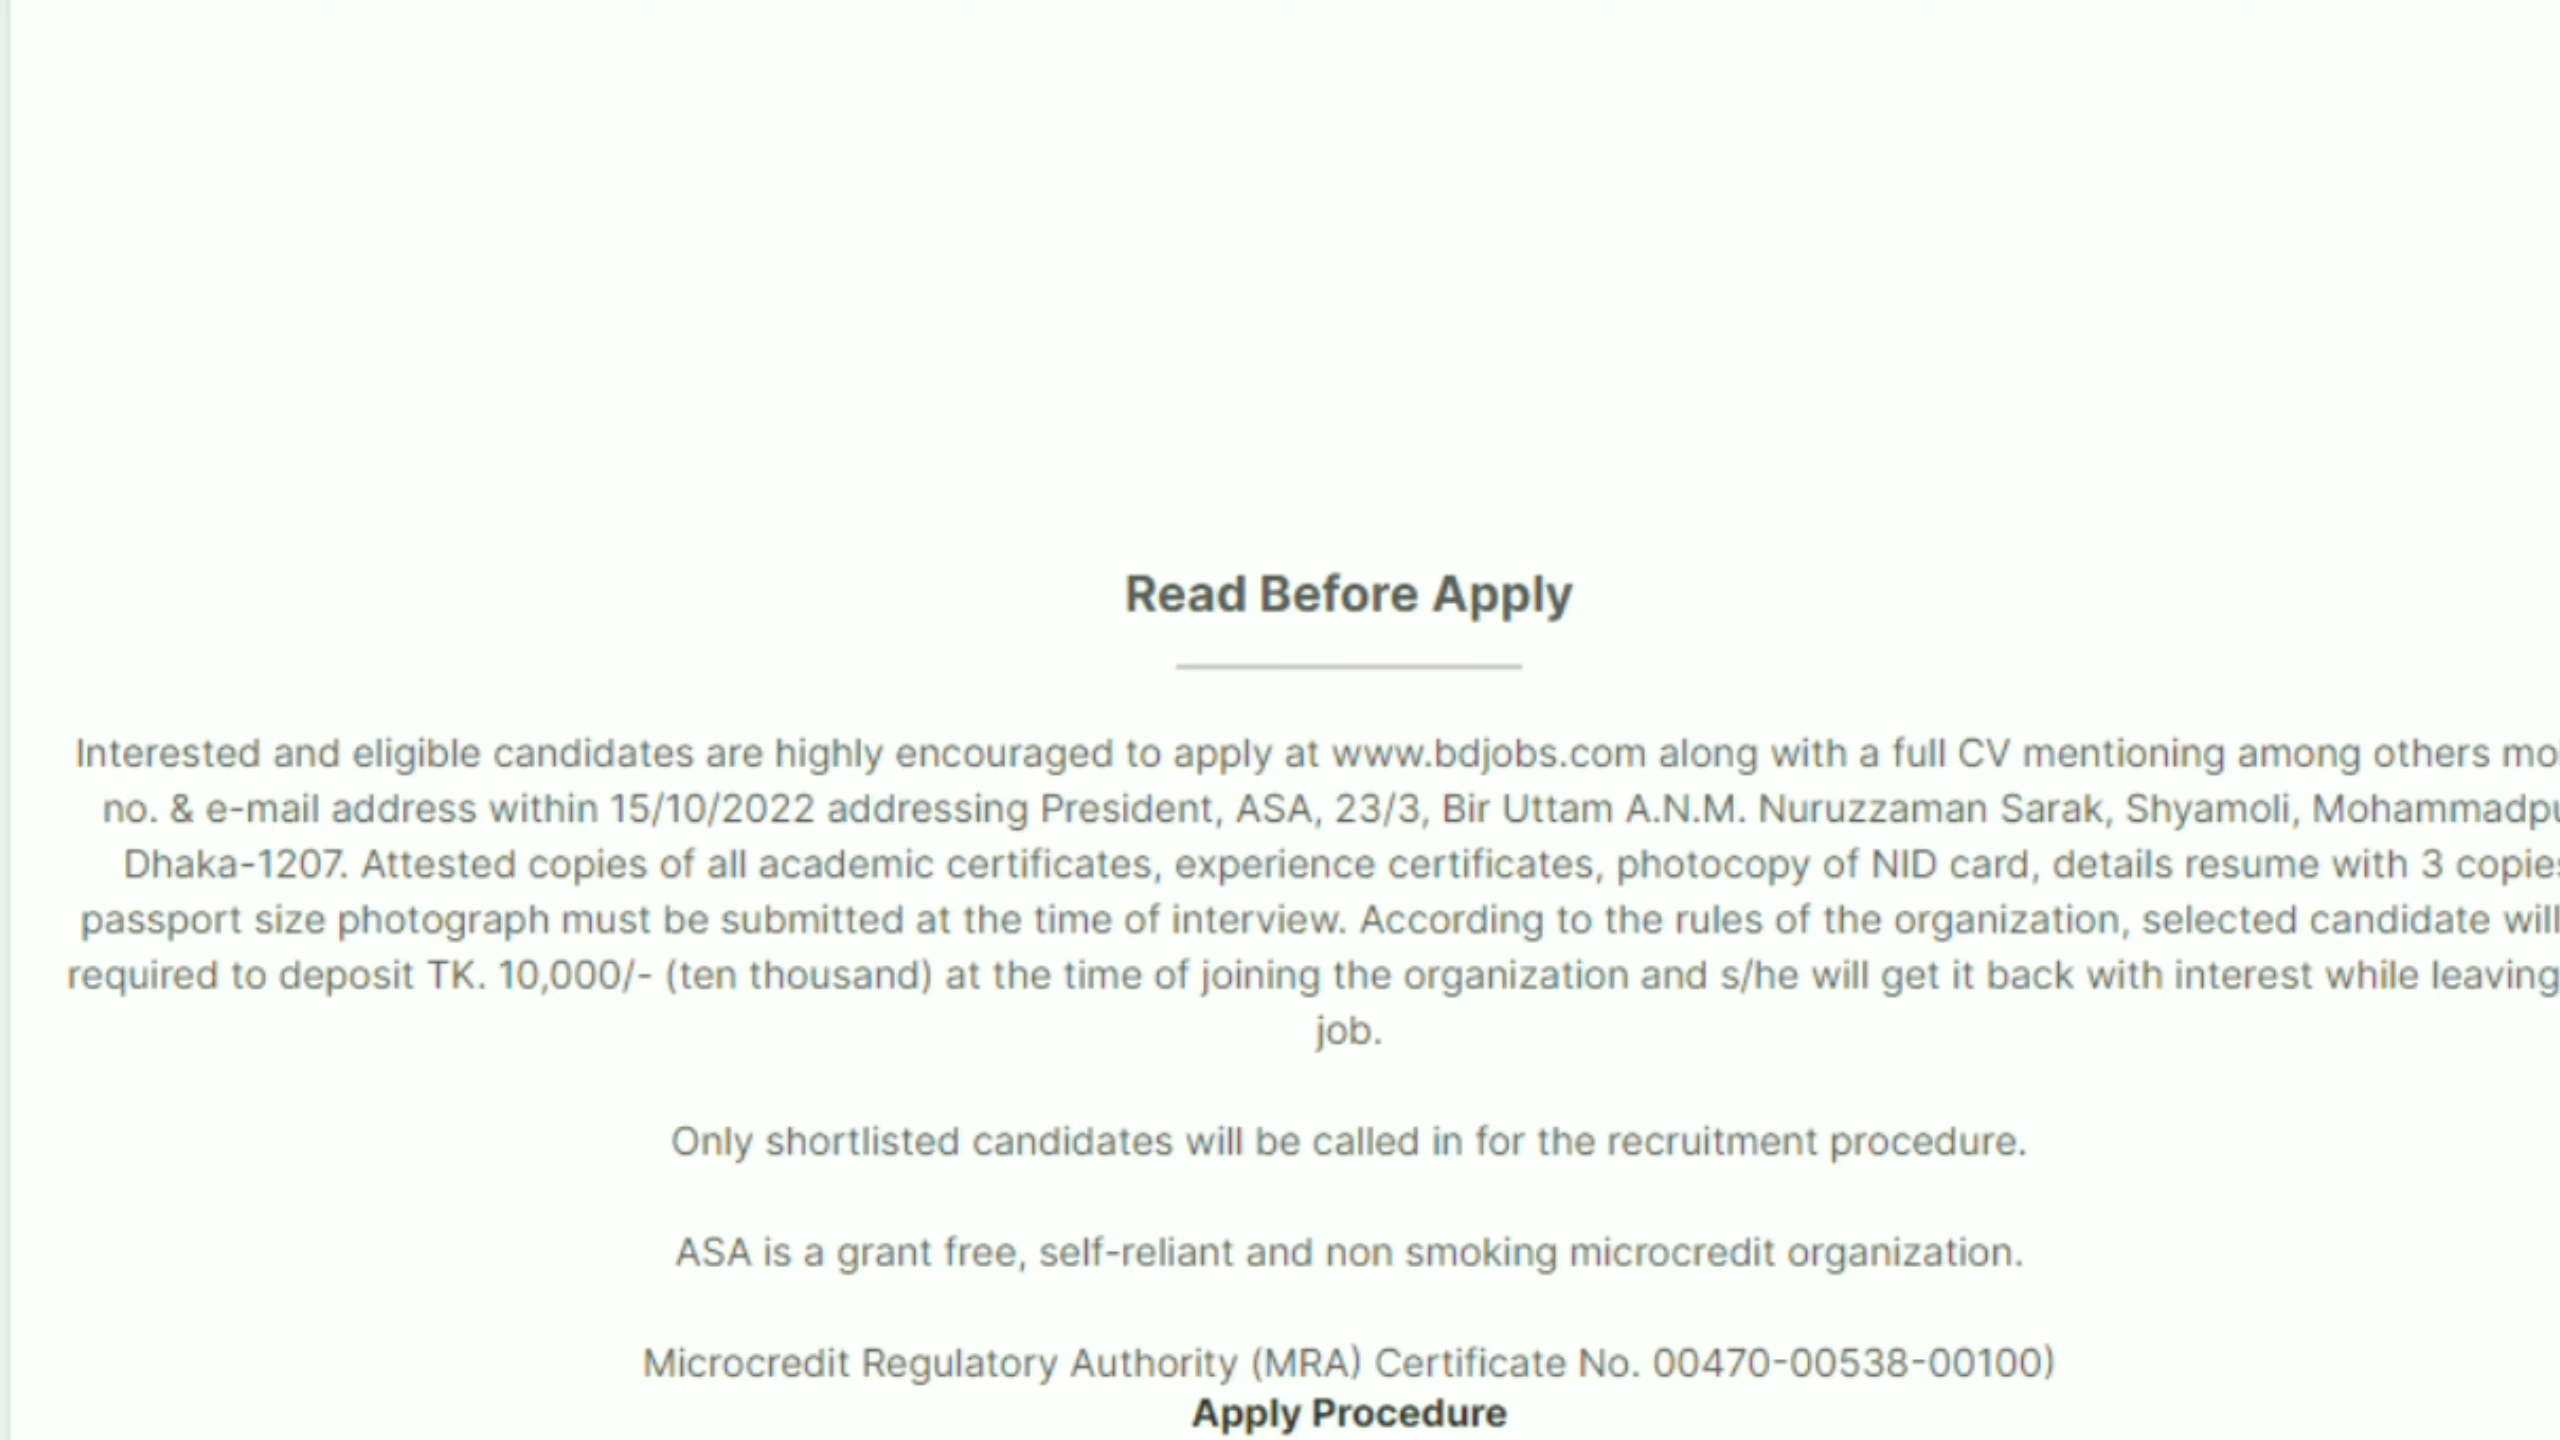 Read Before Apply
Interested and eligible candidates are highly encouraged to apply at www.bdjobs.com along with a full CV mentioning among others
no. & e-mail address within 15/10/2022 addressing President, ASA, 23/3, Bir Uttam A.N.M. Nuruzzaman Sarak, Shyamoli,
Dhaka-1207. Attested copies of all academic certificates, experience certificates, photocopy of NID card, details resume with 3
passport size photograph must be submitted at the time of interview. According to the rules of the organization, selected candidate will
required to deposit TK. 10,000/- (ten thousand) at the time of joining the organization and s/he will get it back with interest while leaving
job.
Only shortlisted candidates will be called in for the recruitment procedure.
ASA is a grant free, self-reliant and non smoking microcredit organization.
Microcredit Regulatory Authority (MRA) Certificate No. 00470-00538-00100)
Apply Procedure